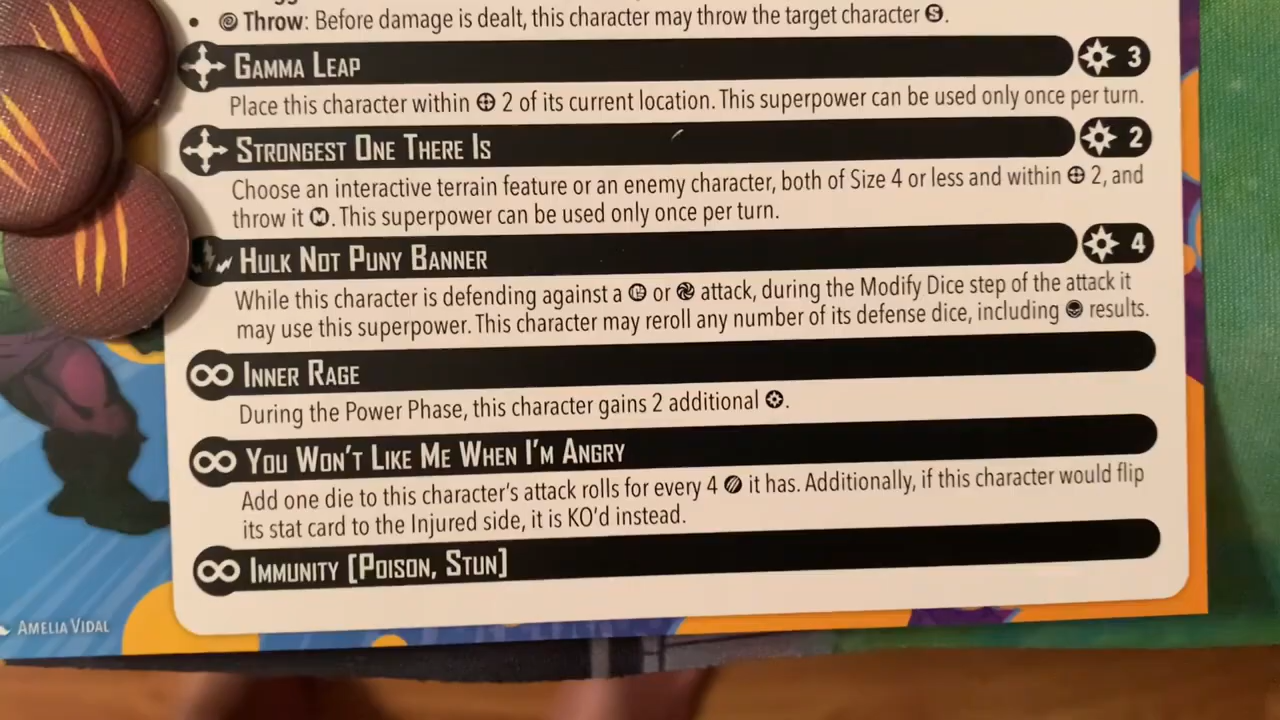 Throw: Before damage is dealt, this character may throw the target character S.
GAMMA LEAP 3
Place this character within 2 of its current location. This superpower can be used only once per turn.
STRONGEST ONE THERE IS 2
Choose an interactive terrain feature or an enemy character, both of Size 4 or less and within 2, and
throw it M. This superpower can be used only once per turn.
HULK NOT PUNY BANNER 4
While this character is defending against a or attack, during the Modify Dice step of the attack it
may use this superpower. This character may reroll any number of its defense dice, including results.
INNER RAGE
During the Power Phase, this character gains 2 additional .
YOU WON'T LIKE ME WHEN I'M ANGRY
Add one die to this character's attack rolls for every 4 it has. Additionally, if this character would flip
its stat card to the Injured side, it is KO'd instead.
IMMUNITY [POISON, STUN]
AMELIA VIDAL